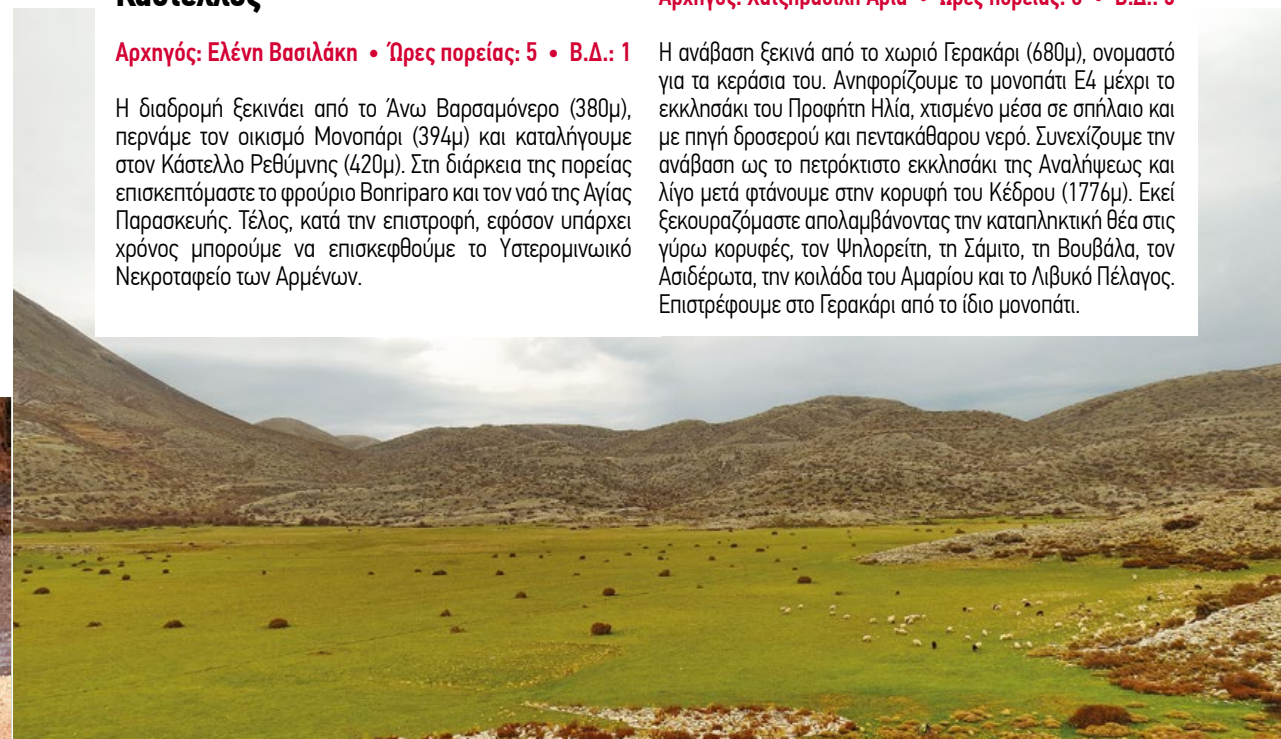 Κάστελλος
Αρχηγός: Ελένη Βασιλάκη • Ώρες πορείας: 5 • Β.Δ.: 1
Η διαδρομή ξεκινάει από το Άνω Βαρσαμόνερο (380μ),
περνάμε τον οικισμό Μονοπάρι (394μ) και καταλήγουμε
στον Κάστελλο Ρεθύμνης (420μ). Στη διάρκεια της πορείας
επισκεπτόμαστε το φρούριο Bonriparo και τον ναό της Αγίας
Παρασκευής. Τέλος, κατά την επιστροφή, εφόσον υπάρχει
χρόνος μπορούμε να επισκεφθούμε το Υστερομινωικό
Νεκροταφείο των Αρμένων.
Αρχηγός: Χατζηβασίλη Άρια • Ώρες πορείας: • Β.Δ.:
Η ανάβαση ξεκινά από το χωριό Γερακάρι (680μ), ονομαστό
για τα κεράσια του. Ανηφορίζουμε το μονοπάτι Ε4 μέχρι το
εκκλησάκι του Προφήτη Ηλία, χτισμένο μέσα σε σπήλαιο και
με πηγή δροσερού και πεντακάθαρου νερό. Συνεχίζουμε την
ανάβαση ως το πετρόκτιστο εκκλησάκι της Αναλήψεως και
λίγο μετά φτάνουμε στην κορυφή του Κέδρου (1776μ). Εκεί
ξεκουραζόμαστε απολαμβάνοντας την καταπληκτική θέα στις
γύρω κορυφές, τον Ψηλορείτη, τη Σάμιτο, τη Βουβάλα, τον
Ασιδέρωτα, την κοιλάδα του Αμαρίου και το Λιβυκό Πέλαγος.
Επιστρέφουμε στο Γερακάρι από το ίδιο μονοπάτι.